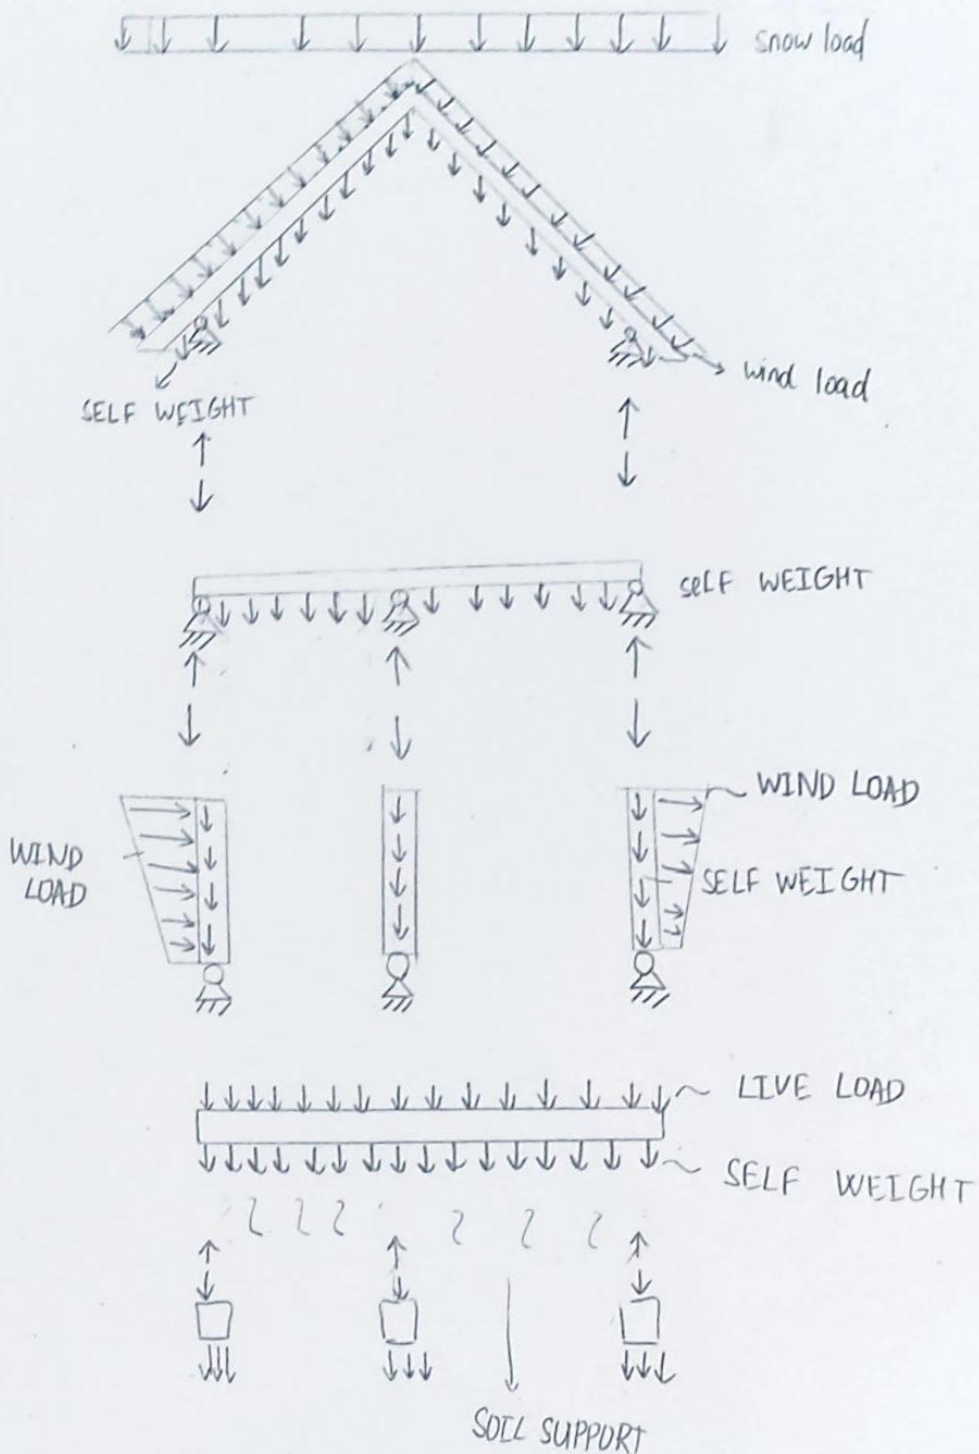 snow load
wind load
SELF WEIGHT
seLF WEIGHT
WIND LOAD
WIND
LOAD
SELF WEIGHT
LIVE LOAD
SELF WEIGHT
SOIL SUPPORT